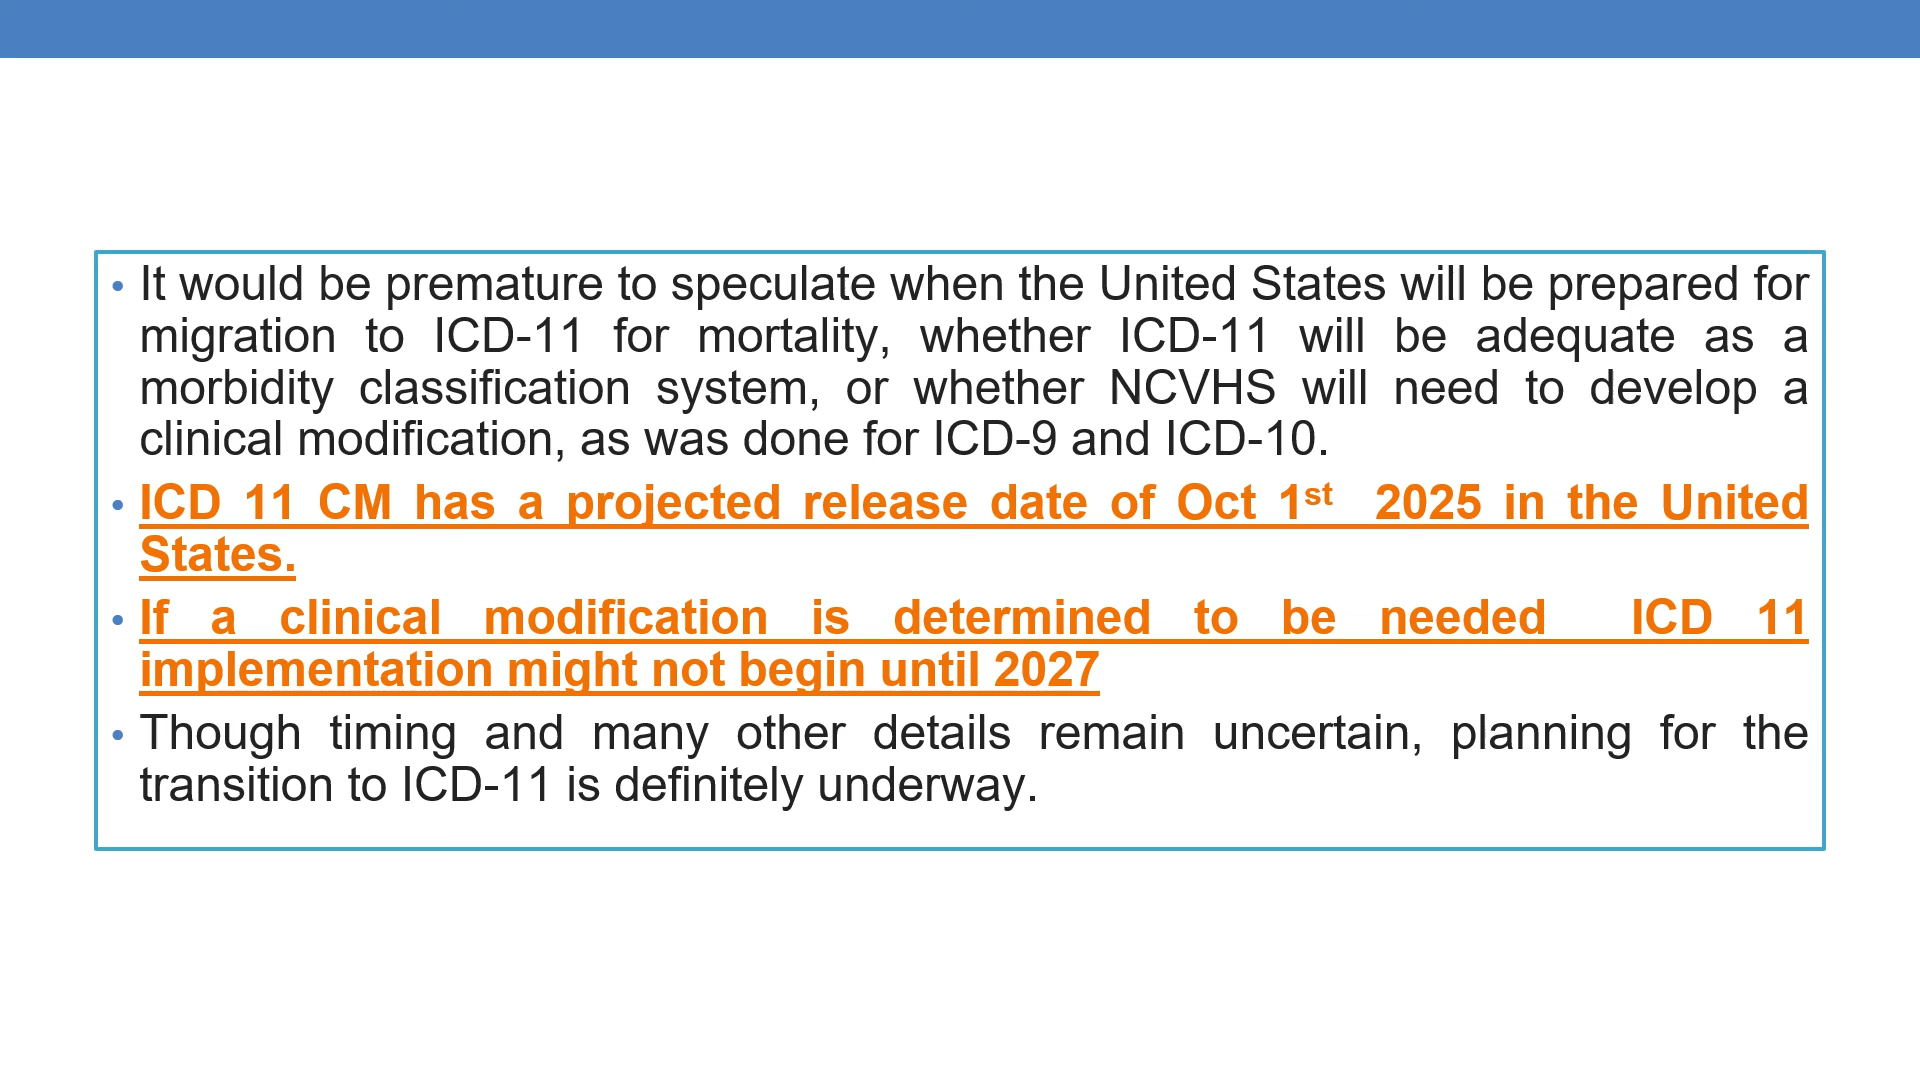 • It would be premature to speculate when the United States will be prepared for
migration to ICD-11 for mortality, whether ICD-11 will be adequate as a
morbidity classification system, or whether NCVHS will need to develop a
clinical modification, as was done for ICD-9 and ICD-10.
• ICD 11 CM has a projected release date of Oct 1st 2025 in the United
States.
• If a clinical modification is determined to be needed ICD 11
implementation might not begin until 2027
• Though timing and many other details remain uncertain, planning for the
transition to ICD-11 is definitely underway.